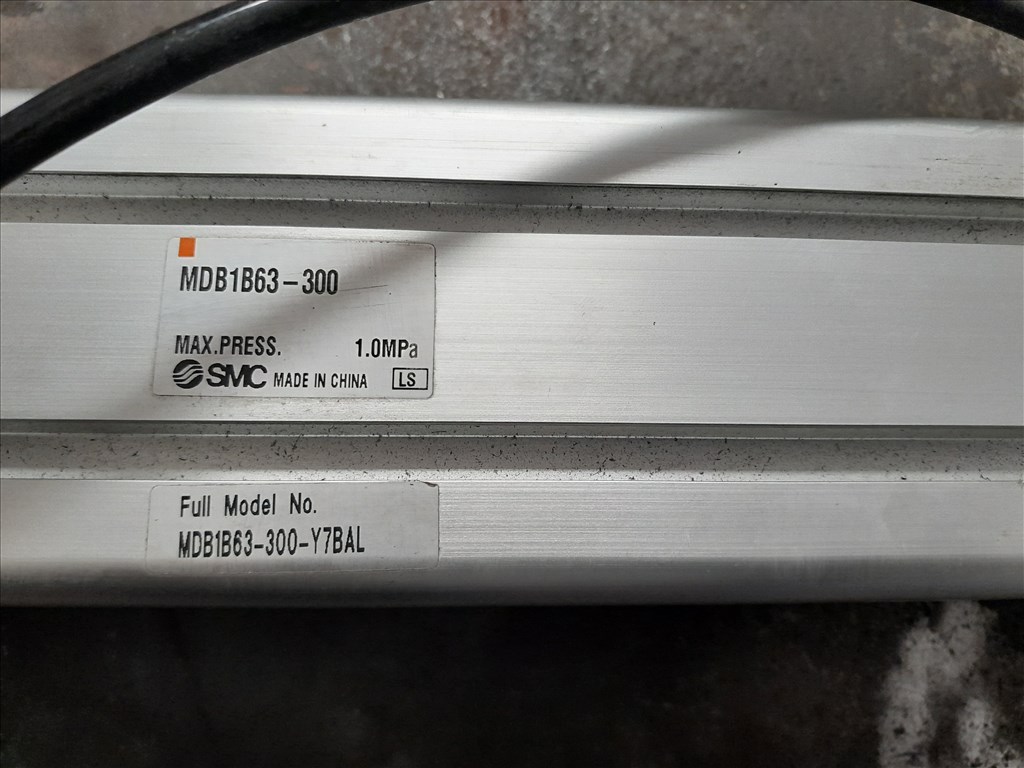 MDB1B63-300
MAX.PRESS. 1.0MPa
SMC MADE IN CHINA LS
Full Model No.
MDB1B63-300-Y7BAL